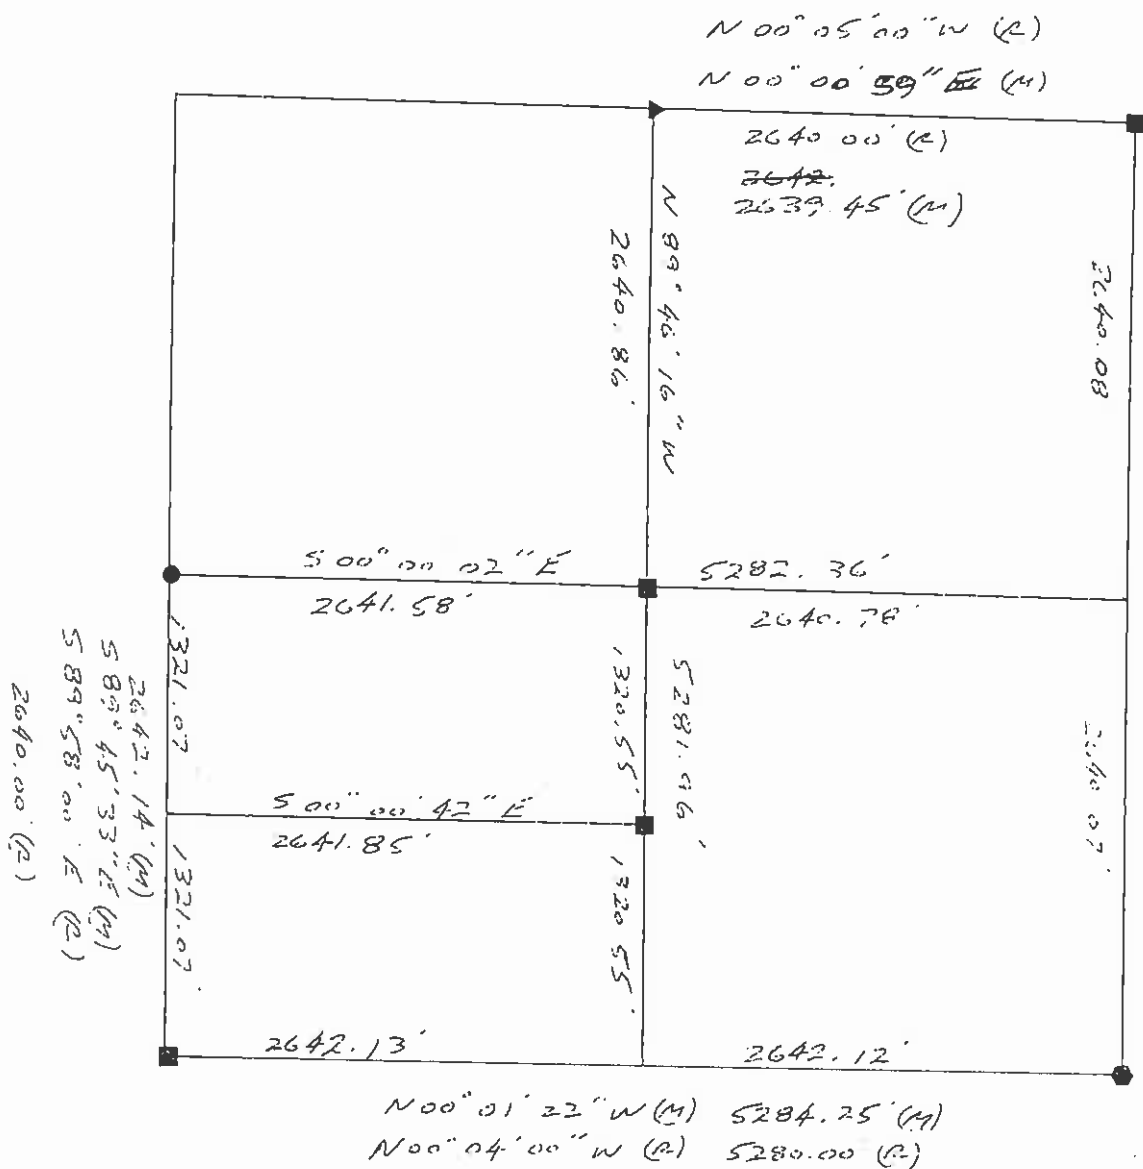 N 00° 05' 00" W (R)
N 00° 00' 59" E (M)
2640 00' (R)
2642.
2639.45' (M)
2640.86'
N 89° 46' 16" W
2640.08
S 00° 00 02" E
5282.36'
2641.58'
2640.78'
1321.07
1320.55'
5281.96'
2640 07'
2642.14' (M)
S 89° 45' 33" E (M)
S 89° 58' 00' E (R)
2640.00' (R)
S 00° 00' 42" E
2641.85'
1321.07'
1320 55'
2642.13'
2642.12'
N 00° 01' 22" W (M) 5284.25' (M)
N 00° 04' 00" W (R) 5280.00 (R)